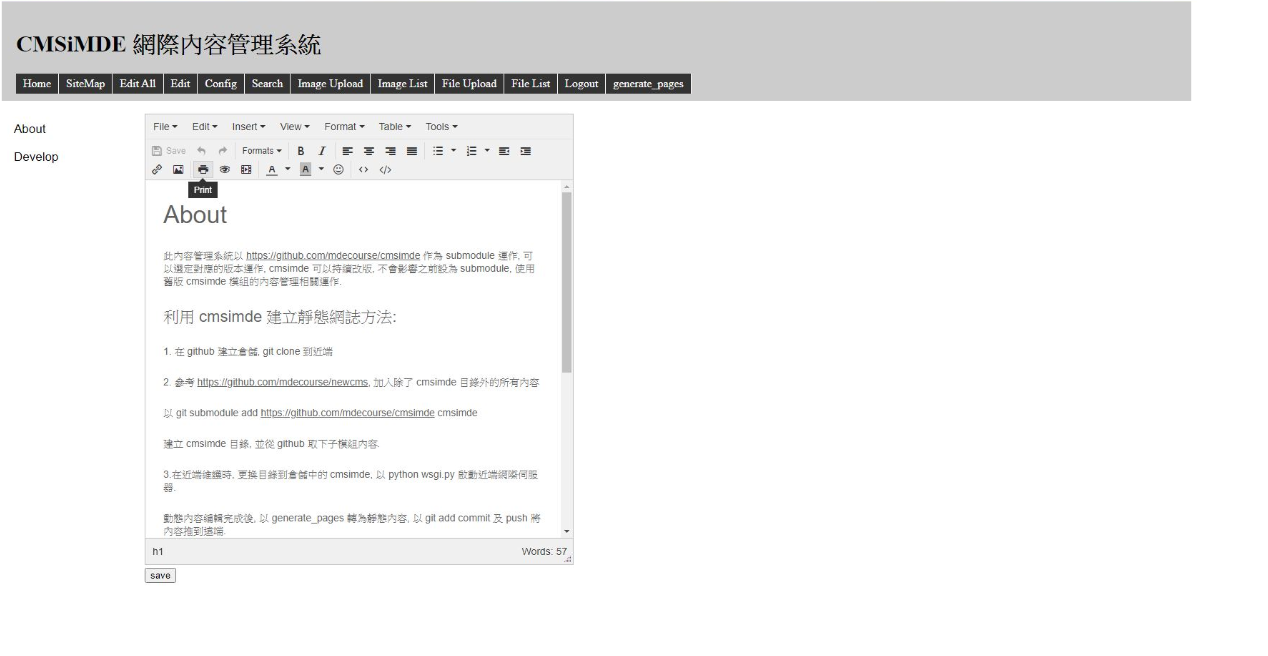 CMSiMDE 網際內容管理系統
Home SiteMap Edit All Edit Config Search Image Upload Image List File Upload File List Logout generate_pages
About
Develop
File Edit Insert View Format Table Tools
Save Formats B I
A A
Print
About
此內容管理系統以 https://github.com/mdecourse/cmsimde 作為 submodule 運作, 可
以選定對應的版本運作, cmsimde 可以持續改版, 不會影響之前設為 submodule, 使用
舊版 cmsimde 模組的內容管理相關運作.
利用 cmsimde 建立靜態網誌方法:
1. 在 github 建立倉儲, git clone 到近端
2. 參考 https://github.com/mdecourse/newcms, 加入除了 cmsimde 目錄外的所有內容
以 git submodule add https://github.com/mdecourse/cmsimde cmsimde
建立 cmsimde 目錄, 並從 github 取下子模組內容.
3.在近端維護時, 更換目錄到倉儲中的 cmsimde, 以 python wsgi.py 啟動近端網際伺服
器.
動態內容編輯完成後, 以 generate_pages 轉為靜態內容, 以 git add commit 及 push 將
內容推到遠端.
h1 Words: 57
save